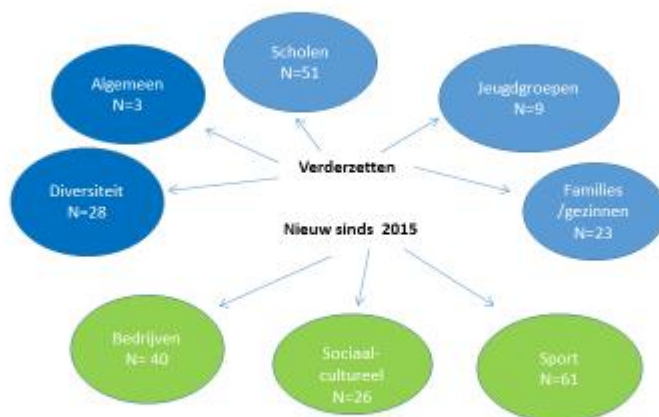 Scholen
N=51
Algemeen
N=3
Jeugdgroepen
N=9
Verderzetten
Diversiteit
N=28
Families
/gezinnen
N=23
Nieuw sinds 2015
Bedrijven
N= 40
Sociaal-
cultureel
N=26
Sport
N=61